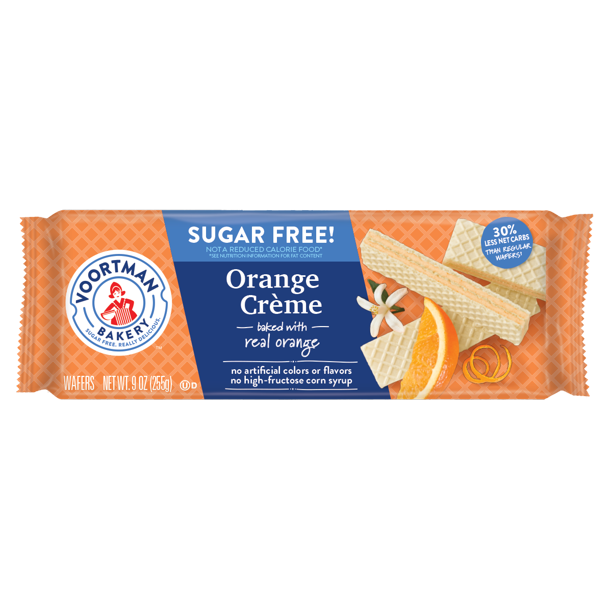 SUGAR FREE!
NOT A REDUCED CALORIE FOOD*
*SEE NUTRITION INFORMATION FOR FAT CONTENT
Orange
Crème
baked with
real orange
no artificial colors or flavors
no high-fructose corn syrup
VOORTMAN
BAKERY
SUGAR FREE. REALLY DELICIOUS.
WAFERS NET WT. 9 OZ (255g) U D
30%
LESS NET CARBS
THAN REGULAR
WAFERS†